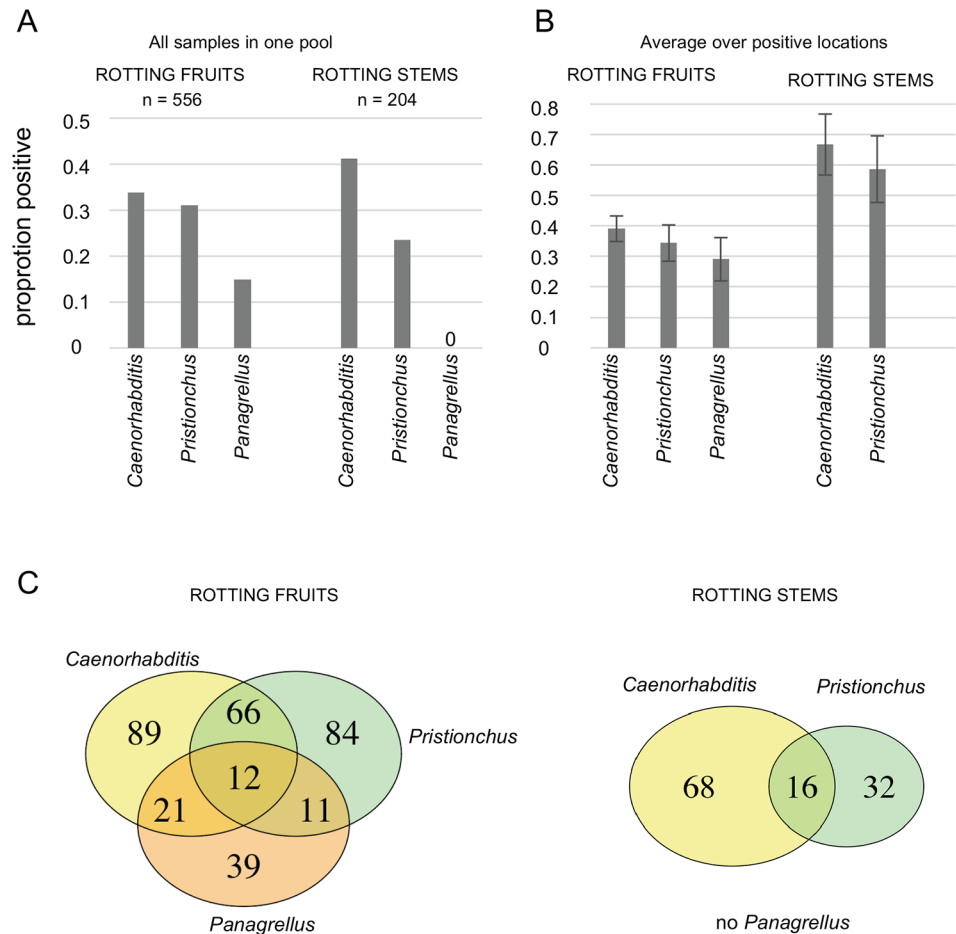 A
All samples in one pool
ROTTING FRUITS
n = 556
ROTTING STEMS
n = 204
proprotion positive
0.5
0.4
0.3
0.2
0.1
0
0
Caenorhabditis
Pristionchus
Panagrellus
Caenorhabditis
Pristionchus
Panagrellus
B
Average over positive locations
ROTTING FRUITS
ROTTING STEMS
0.8
0.7
0.6
0.5
0.4
0.3
0.2
0.1
0
Caenorhabditis
Pristionchus
Panagrellus
Caenorhabditis
Pristionchus
C
ROTTING FRUITS
Caenorhabditis
Pristionchus
89
66
84
12
21
11
39
Panagrellus
ROTTING STEMS
Caenorhabditis
Pristionchus
68
16
32
no Panagrellus